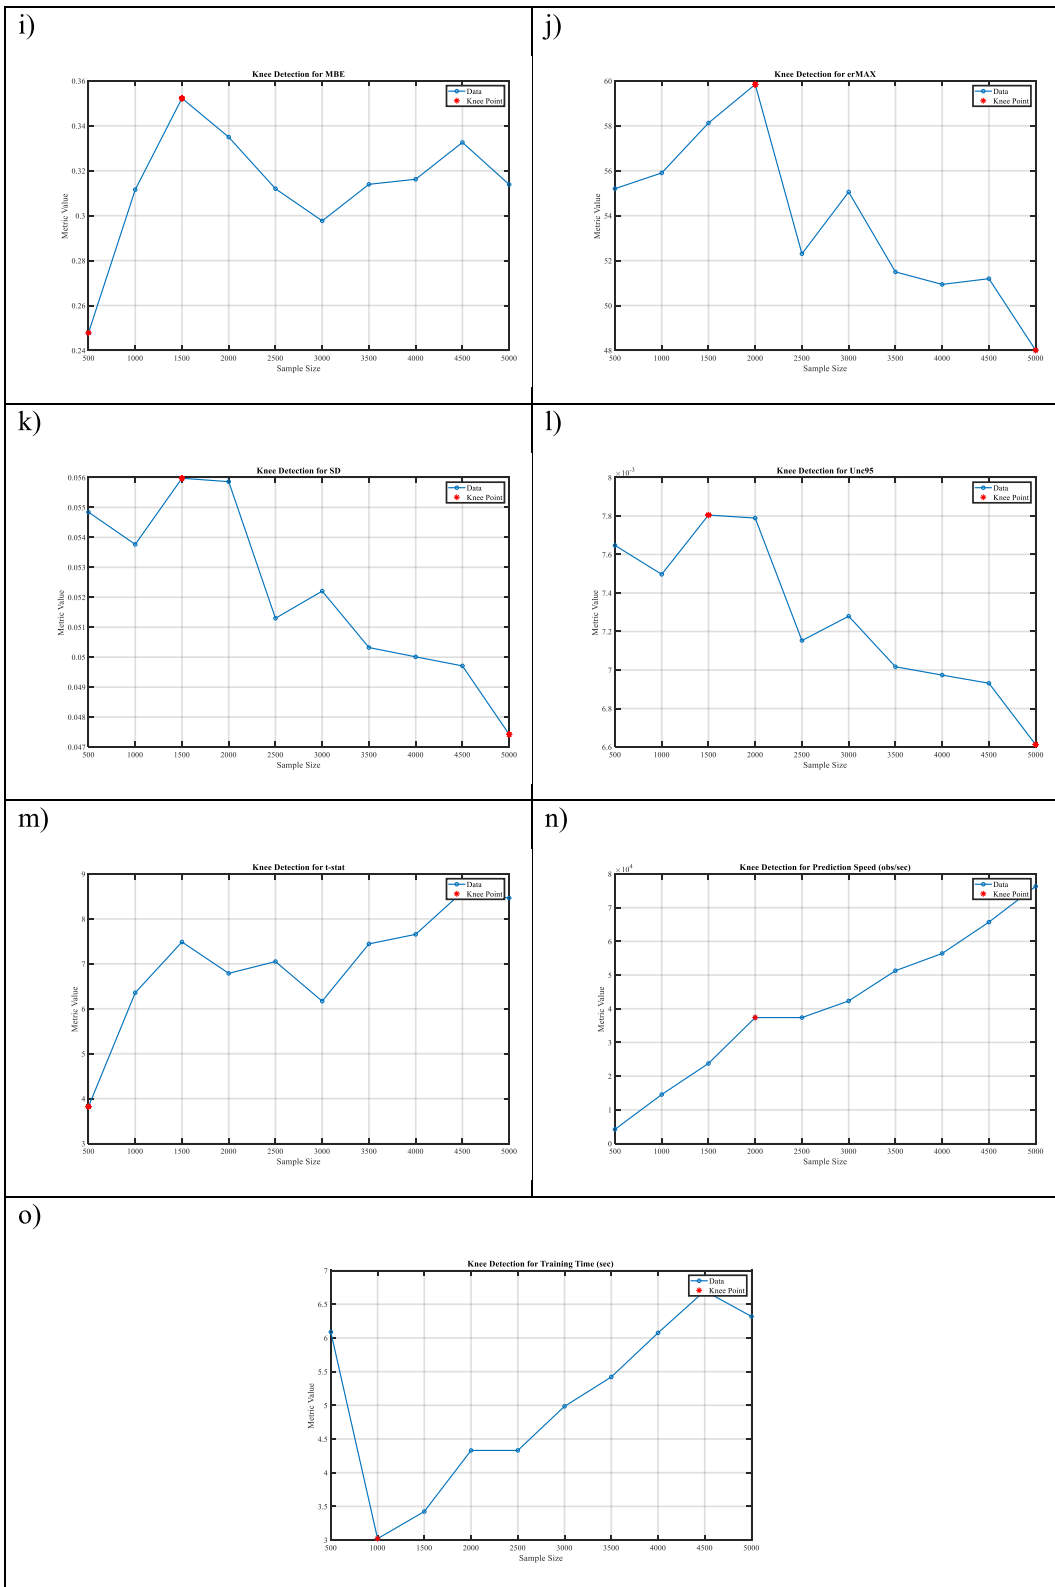 i)
Knee Detection for MBE
0.36
0.34
0.32
0.3
0.28
0.26
0.24
Metric Value
Data
Knee Point
500 1000 1500 2000 2500 3000 3500 4000 4500 5000
Sample Size
j)
Knee Detection for erMAX
60
58
56
54
52
50
48
Metric Value
Data
Knee Point
500 1000 1500 2000 2500 3000 3500 4000 4500 5000
Sample Size
k)
Knee Detection for SD
0.056
0.055
0.054
0.053
0.052
0.051
0.05
0.049
0.048
0.047
Metric Value
Data
Knee Point
500 1000 1500 2000 2500 3000 3500 4000 4500 5000
Sample Size
l)
×10⁻³
Knee Detection for Unc95
8
7.8
7.6
7.4
7.2
7
6.8
6.6
Metric Value
Data
Knee Point
500 1000 1500 2000 2500 3000 3500 4000 4500 5000
Sample Size
m)
Knee Detection for t-stat
9
8
7
6
5
4
3
Metric Value
Data
Knee Point
500 1000 1500 2000 2500 3000 3500 4000 4500 5000
Sample Size
n)
×10⁴
Knee Detection for Prediction Speed (obs/sec)
8
7
6
5
4
3
2
1
0
Metric Value
Data
Knee Point
500 1000 1500 2000 2500 3000 3500 4000 4500 5000
Sample Size
o)
Knee Detection for Training Time (sec)
7
6.5
6
5.5
5
4.5
4
3.5
3
Metric Value
Data
Knee Point
500 1000 1500 2000 2500 3000 3500 4000 4500 5000
Sample Size